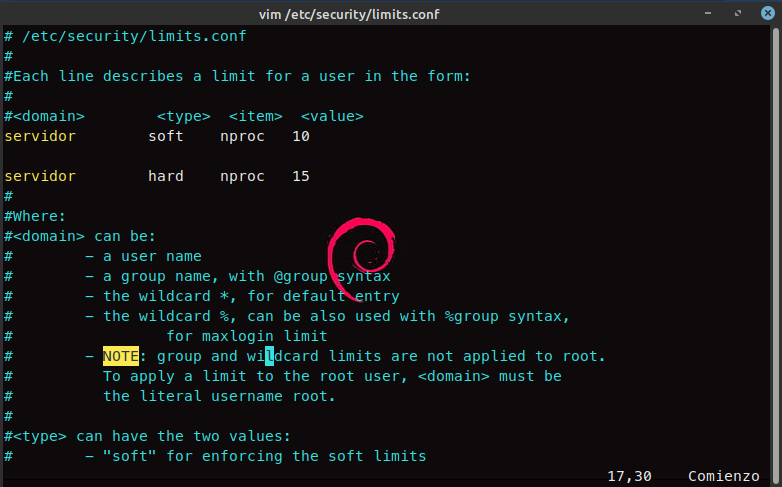 vim /etc/security/limits.conf
# /etc/security/limits.conf
#
#Each line describes a limit for a user in the form:
#
#<domain>        <type>  <item>  <value>
servidor        soft    nproc   10
servidor        hard    nproc   15
#
#Where:
#<domain> can be:
#        - a user name
#        - a group name, with @group syntax
#        - the wildcard *, for default entry
#        - the wildcard %, can be also used with %group syntax,
#                 for maxlogin limit
#        - NOTE: group and wildcard limits are not applied to root.
#          To apply a limit to the root user, <domain> must be
#          the literal username root.
#
#<type> can have the two values:
#        - "soft" for enforcing the soft limits
17,30    Comienzo